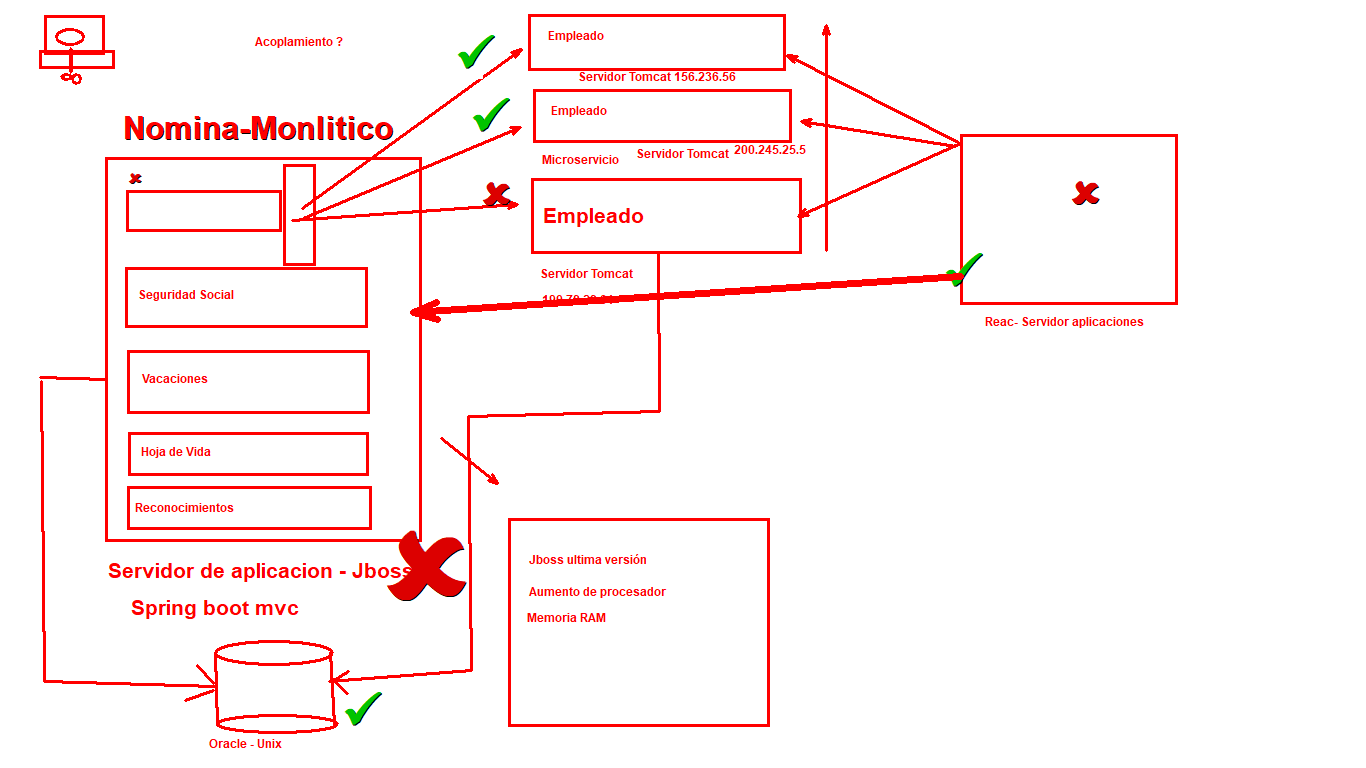 Acoplamiento ?
Empleado
Servidor Tomcat 156.236.56
Empleado
Microservicio
Servidor Tomcat
200.245.25.5
Nomina-Monlitico
Empleado
Servidor Tomcat
Seguridad Social
Vacaciones
Hoja de Vida
Reconocimientos
Reac- Servidor aplicaciones
Servidor de aplicacion - Jboss
Spring boot mvc
Jboss ultima versión
Aumento de procesador
Memoria RAM
Oracle - Unix